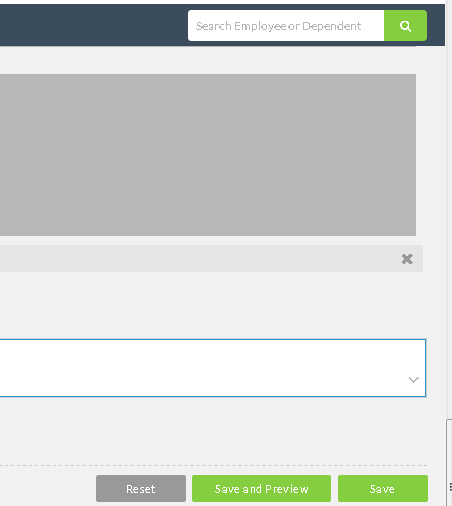 Search Employee or Dependent
Reset
Save and Preview
Save